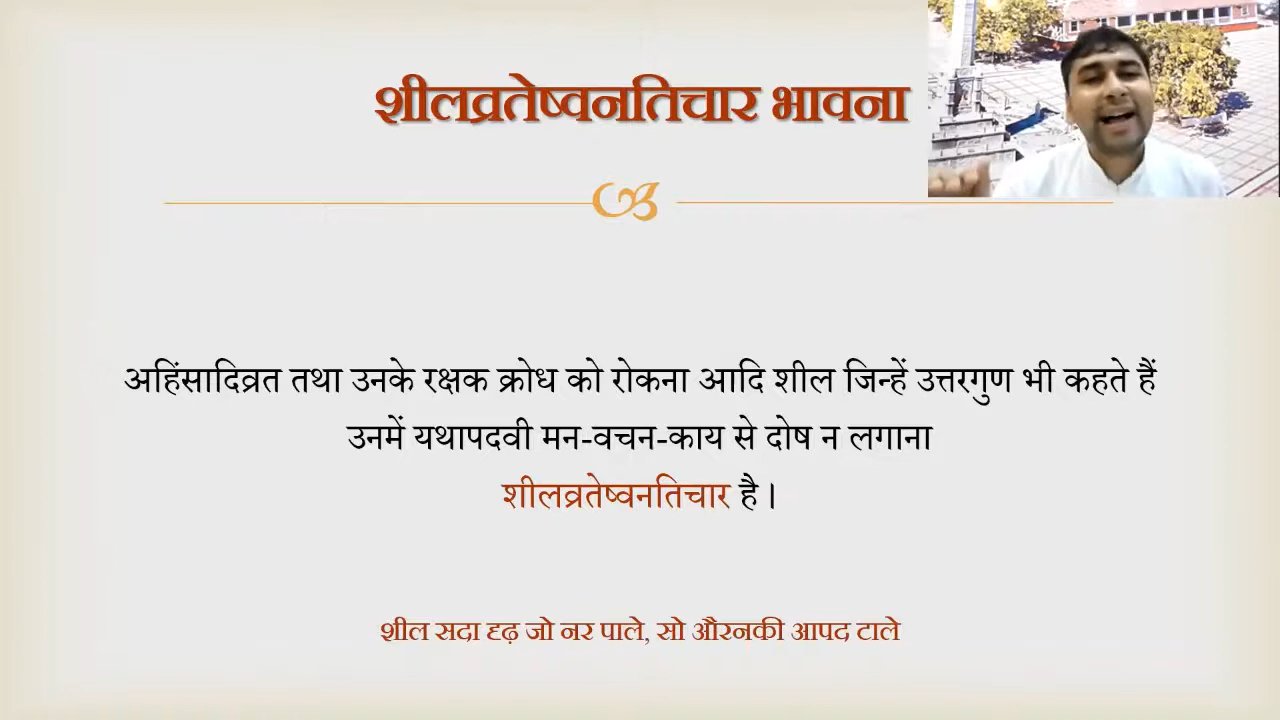 शीलव्रतेष्वनतिचार भावना
अहिंसादिव्रत तथा उनके रक्षक क्रोध को रोकना आदि शील जिन्हें उत्तरगुण भी कहते हैं
उनमें यथापदवी मन-वचन-काय से दोष न लगाना
शीलव्रतेष्वनतिचार है ।
शील सदा दृढ़ जो नर पाले, सो औरनकी आपद टाले